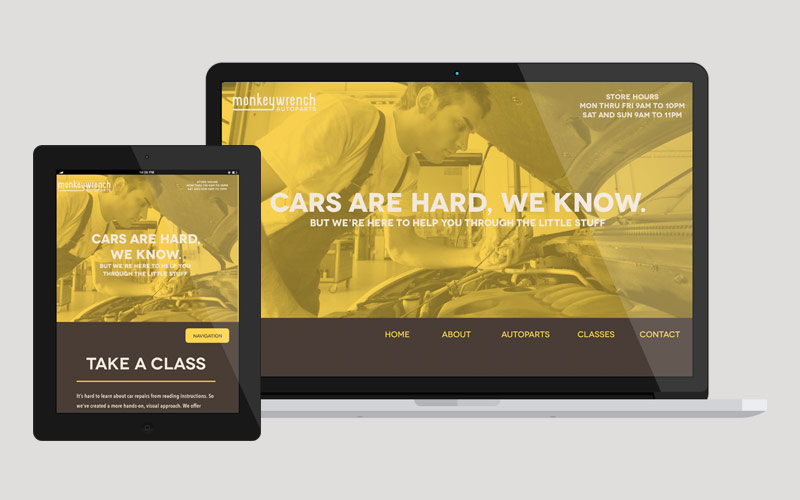 monkeywrench
AUTOPARTS
STORE HOURS
MON THRU FRI 9AM TO 10PM
SAT AND SUN 9AM TO 11PM
CARS ARE HARD, WE KNOW.
BUT WE'RE HERE TO HELP YOU THROUGH THE LITTLE STUFF
HOME ABOUT AUTOPARTS CLASSES CONTACT
monkeywrench
STORE HOURS
MON THRU FRI 9AM TO 10PM
SAT AND SUN 9AM TO 11PM
CARS ARE HARD,
WE KNOW.
BUT WE'RE HERE TO HELP YOU
THROUGH THE LITTLE STUFF
NAVIGATION
TAKE A CLASS
It's hard to learn about car repairs from reading instructions. So
we've created a more hands-on, visual approach. We offer